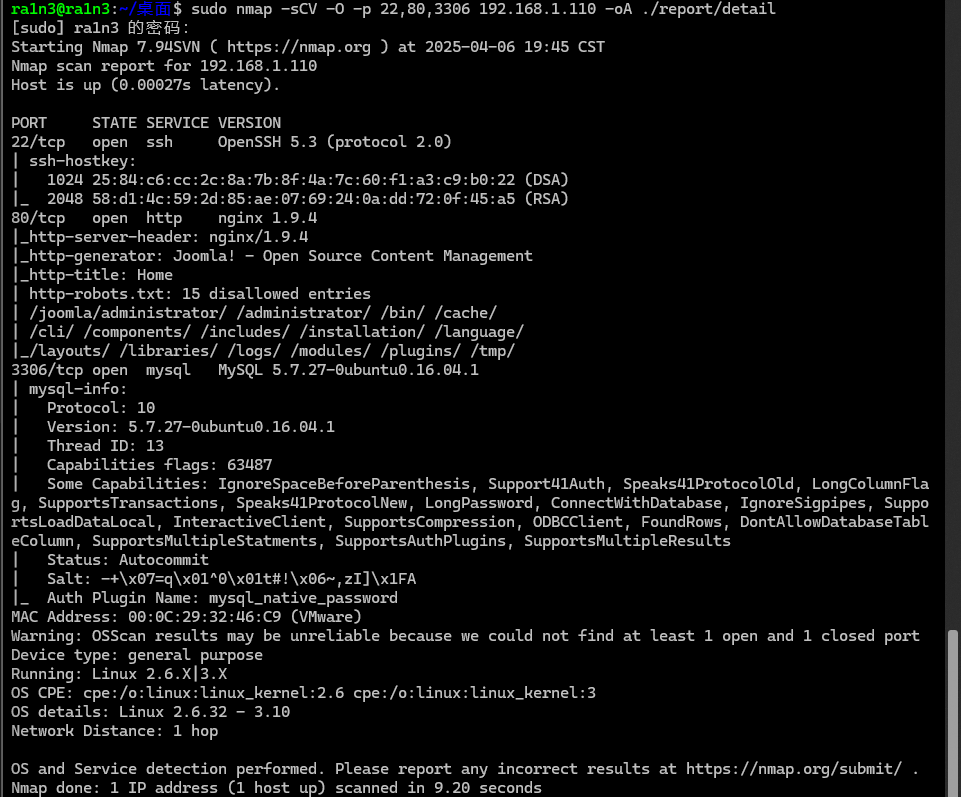 ra1n3@ra1n3:~/桌面$ sudo nmap -sCV -O -p 22,80,3306 192.168.1.110 -oA ./report/detail
[sudo] ra1n3 的密码:
Starting Nmap 7.94SVN ( https://nmap.org ) at 2025-04-06 19:45 CST
Nmap scan report for 192.168.1.110
Host is up (0.00027s latency).

PORT     STATE SERVICE VERSION
22/tcp   open  ssh     OpenSSH 5.3 (protocol 2.0)
| ssh-hostkey:
|   1024 25:84:c6:cc:2c:8a:7b:8f:4a:7c:60:f1:a3:c9:b0:22 (DSA)
|_  2048 58:d1:4c:59:2d:85:ae:07:69:24:0a:dd:72:0f:45:a5 (RSA)
80/tcp   open  http    nginx 1.9.4
|_http-server-header: nginx/1.9.4
|_http-generator: Joomla! - Open Source Content Management
|_http-title: Home
| http-robots.txt: 15 disallowed entries
| /joomla/administrator/ /administrator/ /bin/ /cache/
| /cli/ /components/ /includes/ /installation/ /language/
|_/layouts/ /libraries/ /logs/ /modules/ /plugins/ /tmp/
3306/tcp open  mysql   MySQL 5.7.27-0ubuntu0.16.04.1
| mysql-info:
|   Protocol: 10
|   Version: 5.7.27-0ubuntu0.16.04.1
|   Thread ID: 13
|   Capabilities flags: 63487
|   Some Capabilities: IgnoreSpaceBeforeParenthesis, Support41Auth, Speaks41ProtocolOld, LongColumnFla
g, SupportsTransactions, Speaks41ProtocolNew, LongPassword, ConnectWithDatabase, IgnoreSigpipes, Suppo
rtsLoadDataLocal, InteractiveClient, SupportsCompression, ODBCClient, FoundRows, DontAllowDatabaseTabl
eColumn, SupportsMultipleStatments, SupportsAuthPlugins, SupportsMultipleResults
|   Status: Autocommit
|   Salt: -+\x07=q\x01^0\x01t#!\x06~,zI]\x1FA
|_  Auth Plugin Name: mysql_native_password
MAC Address: 00:0C:29:32:46:C9 (VMware)
Warning: OSScan results may be unreliable because we could not find at least 1 open and 1 closed port
Device type: general purpose
Running: Linux 2.6.X|3.X
OS CPE: cpe:/o:linux:linux_kernel:2.6 cpe:/o:linux:linux_kernel:3
OS details: Linux 2.6.32 - 3.10
Network Distance: 1 hop

OS and Service detection performed. Please report any incorrect results at https://nmap.org/submit/ .
Nmap done: 1 IP address (1 host up) scanned in 9.20 seconds